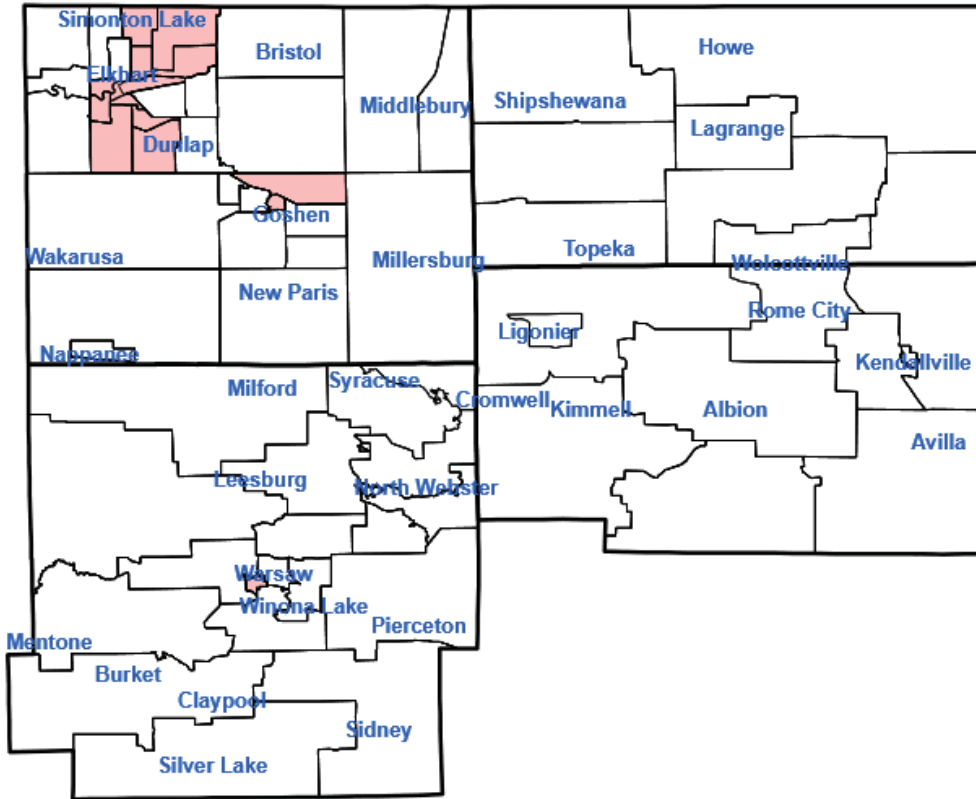 Simonton Lake
Bristol
Howe
Elkhart
Middlebury
Shipshewana
Lagrange
Dunlap
Goshen
Wakarusa
Millersburg
Topeka
Wolcottville
New Paris
Rome City
Ligonier
Nappanee
Kendallville
Milford
Syracuse
Cromwell
Kimmell
Albion
Avilla
Leesburg
North Webster
Warsaw
Winona Lake
Pierceton
Mentone
Burket
Claypool
Sidney
Silver Lake